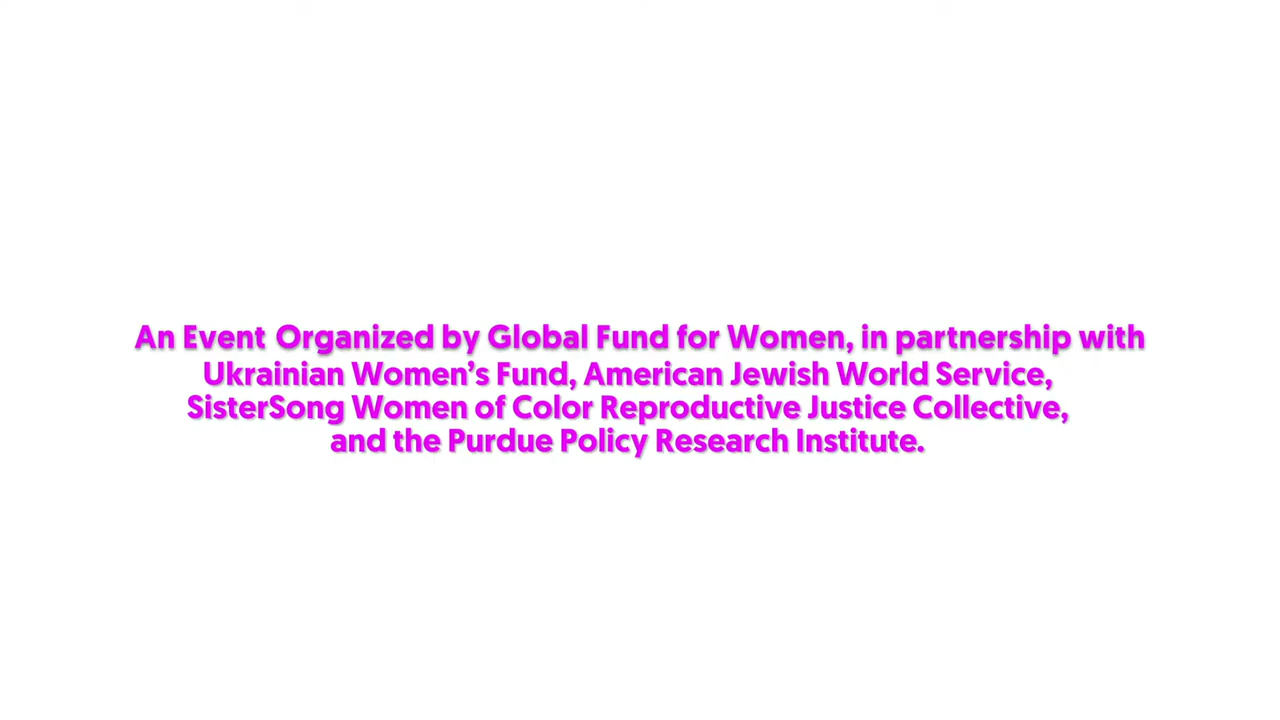 An Event Organized by Global Fund for Women, in partnership with
Ukrainian Women’s Fund, American Jewish World Service,
SisterSong Women of Color Reproductive Justice Collective,
and the Purdue Policy Research Institute.